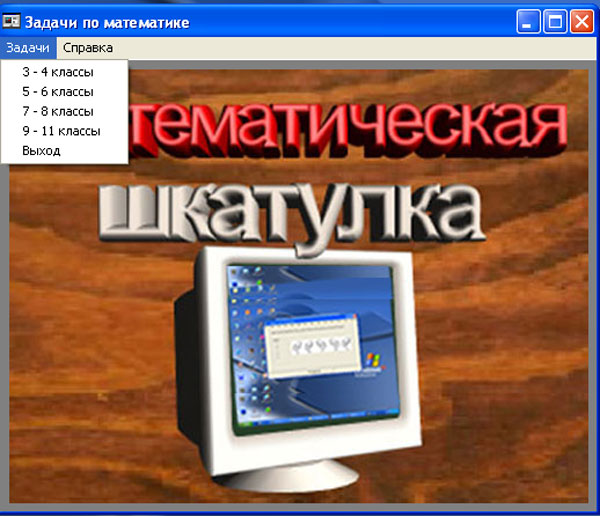 Задачи по математике
Задачи Справка
3 - 4 классы
5 - 6 классы
7 - 8 классы
9 - 11 классы
Выход
тематическая
шкатулка